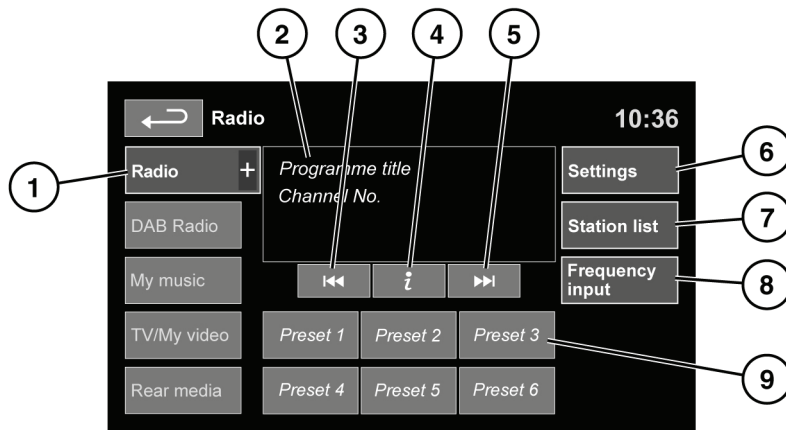 2
3
4
5
Radio
10:36
1
Radio +
Programme title
Channel No.
Settings
6
DAB Radio
Station list
7
My music
i
Frequency
input
8
TV/My video
Preset 1
Preset 2
Preset 3
9
Rear media
Preset 4
Preset 5
Preset 6